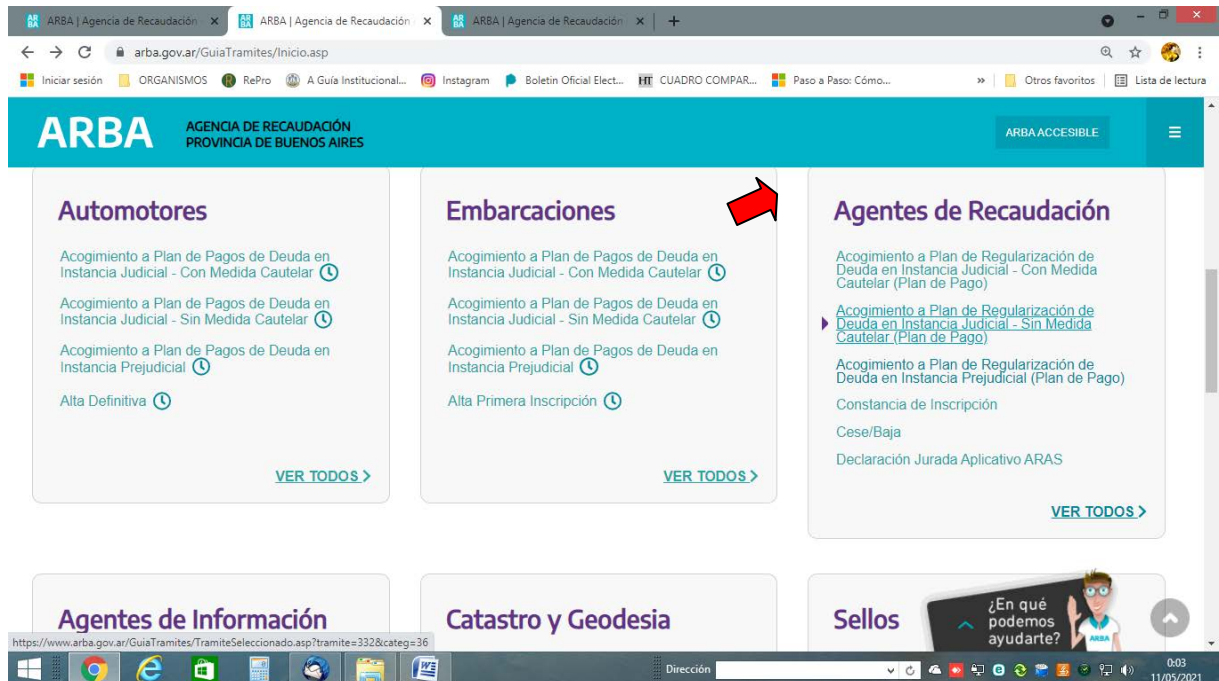 ARBA | Agencia de Recaudación
ARBA | Agencia de Recaudación
ARBA | Agencia de Recaudación
arba.gov.ar/GuiaTramites/Inicio.asp
Iniciar sesión
ORGANISMOS
RePro
A Guía Institucional...
Instagram
Boletin Oficial Elect...
HT CUADRO COMPAR...
Paso a Paso: Cómo...
»
Otros favoritos
Lista de lectura
ARBA
AGENCIA DE RECAUDACIÓN
PROVINCIA DE BUENOS AIRES
ARBA ACCESIBLE
Automotores
Acogimiento a Plan de Pagos de Deuda en
Instancia Judicial - Con Medida Cautelar
Acogimiento a Plan de Pagos de Deuda en
Instancia Judicial - Sin Medida Cautelar
Acogimiento a Plan de Pagos de Deuda en
Instancia Prejudicial
Alta Definitiva
VER TODOS >
Embarcaciones
Acogimiento a Plan de Pagos de Deuda en
Instancia Judicial - Con Medida Cautelar
Acogimiento a Plan de Pagos de Deuda en
Instancia Judicial - Sin Medida Cautelar
Acogimiento a Plan de Pagos de Deuda en
Instancia Prejudicial
Alta Primera Inscripción
VER TODOS >
Agentes de Recaudación
Acogimiento a Plan de Regularización de
Deuda en Instancia Judicial - Con Medida
Cautelar (Plan de Pago)
Acogimiento a Plan de Regularización de
Deuda en Instancia Judicial - Sin Medida
Cautelar (Plan de Pago)
Acogimiento a Plan de Regularización de
Deuda en Instancia Prejudicial (Plan de Pago)
Constancia de Inscripción
Cese/Baja
Declaración Jurada Aplicativo ARAS
VER TODOS >
Agentes de Información
Catastro y Geodesia
Sellos
¿En qué
podemos
ayudarte?
ARBA
https://www.arba.gov.ar/GuiaTramites/TramiteSeleccionado.asp?tramite=332&categ=36
Dirección
0:03
11/05/2021